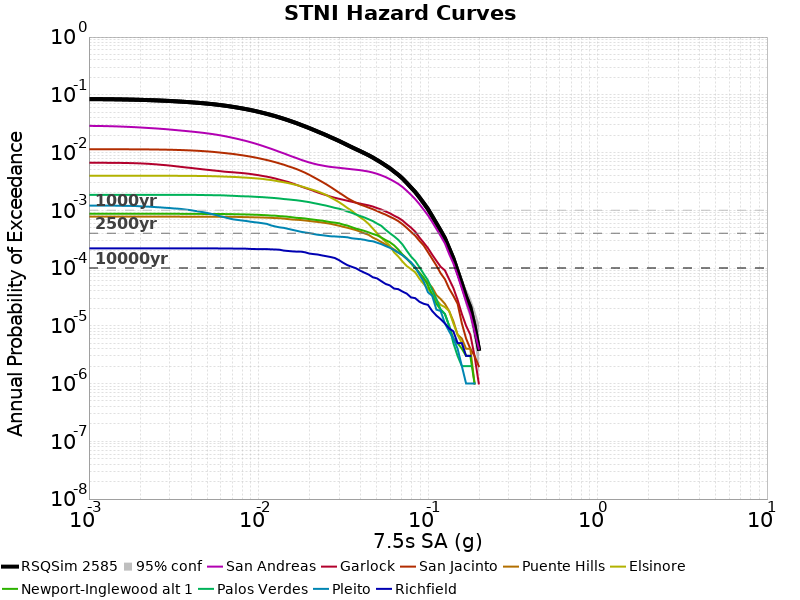 STNI Hazard Curves
Annual Probability of Exceedance
10^0
10^-1
10^-2
10^-3
10^-4
10^-5
10^-6
10^-7
10^-8
1000yr
2500yr
10000yr
10^-3 10^-2 10^-1 10^0 10^1
7.5s SA (g)
RSQSim 2585 95% conf San Andreas Garlock San Jacinto Puente Hills Elsinore
Newport-Inglewood alt 1 Palos Verdes Pleito Richfield